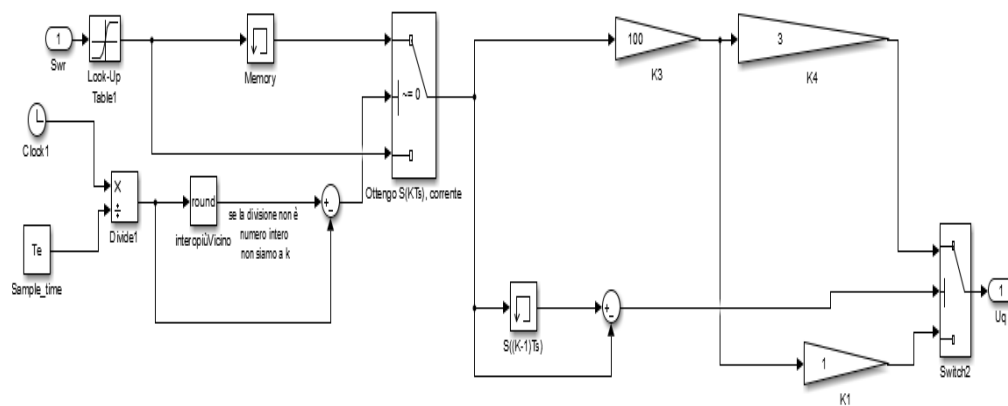 1
Swr
Look-Up
Table1
Memory
~= 0
Ottengo S(KTs), corrente
100
K3
3
K4
Clock1
X
÷
Divide1
round
interopiùVicino
se la divisione non è
numero intero
non siamo a k
+
-
Te
Sample_time
S((K-1)Ts)
+
-
1
K1
Switch2
1
Uq